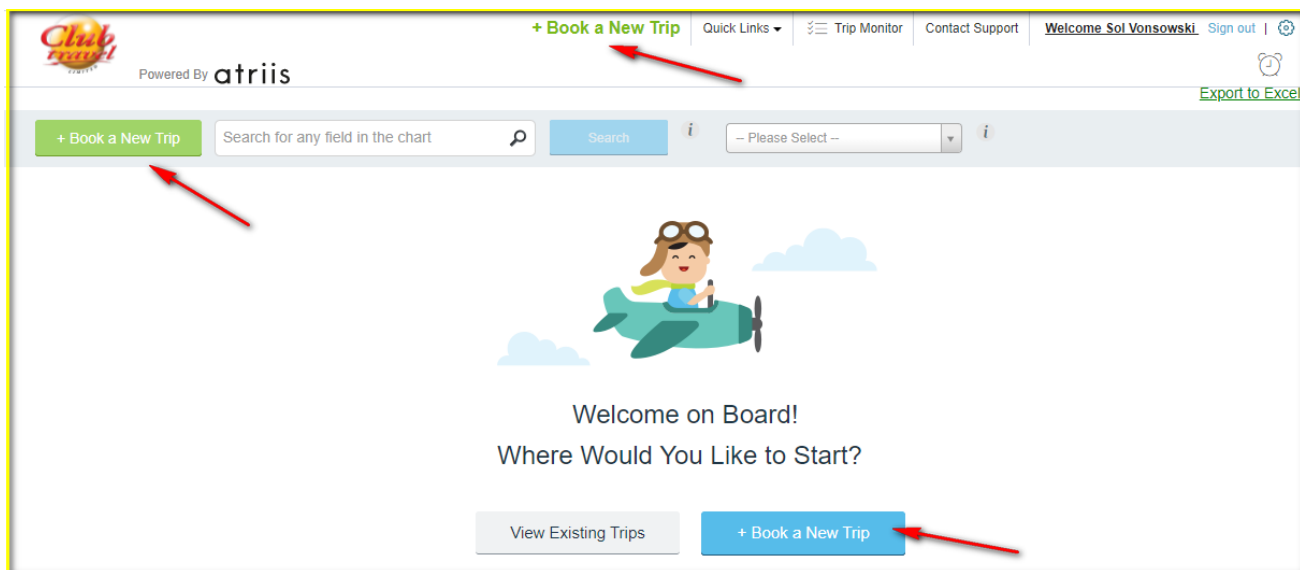 Club
travel
LIMITED
Powered By atriis
+ Book a New Trip
Quick Links
Trip Monitor
Contact Support
Welcome Sol Vonsowski
Sign out |
Export to Excel
+ Book a New Trip
Search for any field in the chart
Search
i
-- Please Select --
i
Welcome on Board!
Where Would You Like to Start?
View Existing Trips
+ Book a New Trip